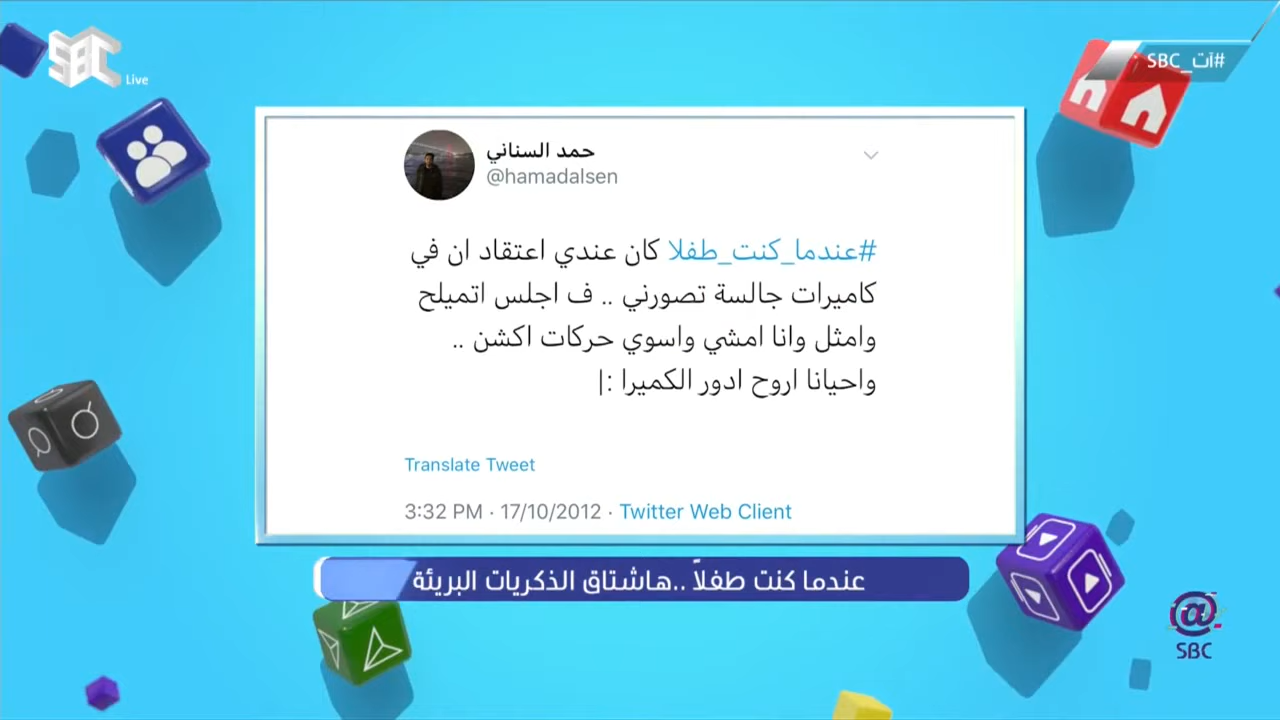 SBC
Live
#آت_SBC
حمد السناني
@hamadalsen
#عندما_كنت_طفلا كان عندي اعتقاد ان في
كاميرات جالسة تصورني .. ف اجلس اتميلح
وامثل وانا امشي واسوي حركات اكشن ..
واحيانا اروح ادور الكميرا :|
Translate Tweet
3:32 PM · 17/10/2012 · Twitter Web Client
عندما كنت طفلاً ..هاشتاق الذكريات البريئة
@
SBC